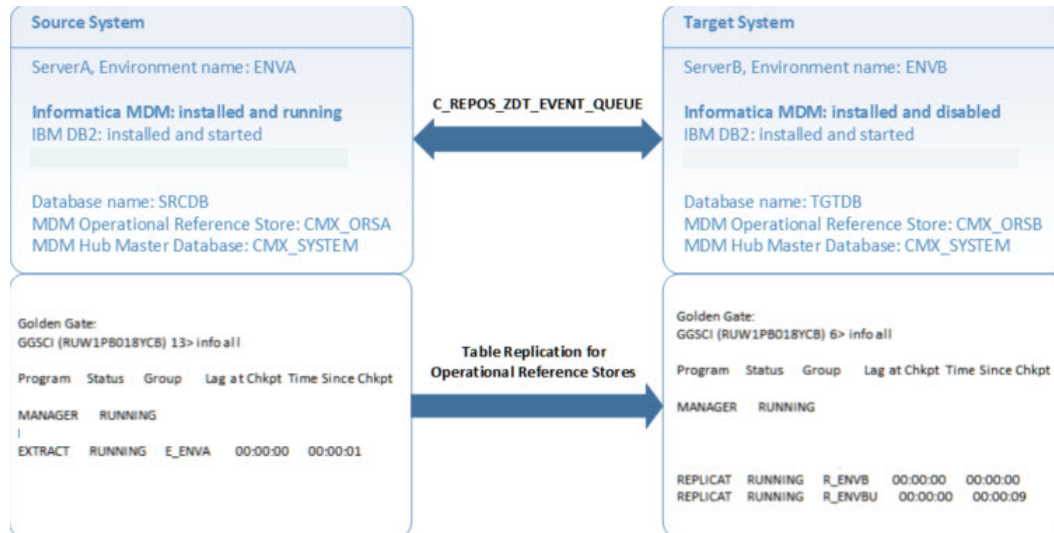 Source System
ServerA, Environment name: ENVA
Informatica MDM: installed and running
IBM DB2: installed and started
Database name: SRCDB
MDM Operational Reference Store: CMX_ORSA
MDM Hub Master Database: CMX_SYSTEM
Golden Gate:
GGSCI (RUW1PB018YCB) 13> info all
Program Status Group Lag at Chkpt Time Since Chkpt
MANAGER RUNNING
EXTRACT RUNNING E_ENVA 00:00:00 00:00:01
C_REPOS_ZDT_EVENT_QUEUE
Table Replication for
Operational Reference Stores
Target System
ServerB, Environment name: ENVB
Informatica MDM: installed and disabled
IBM DB2: installed and started
Database name: TGTDB
MDM Operational Reference Store: CMX_ORSB
MDM Hub Master Database: CMX_SYSTEM
Golden Gate:
GGSCI (RUW1PB018YCB) 6> info all
Program Status Group Lag at Chkpt Time Since Chkpt
MANAGER RUNNING
REPLICAT RUNNING R_ENVB 00:00:00 00:00:00
REPLICAT RUNNING R_ENVBU 00:00:00 00:00:09